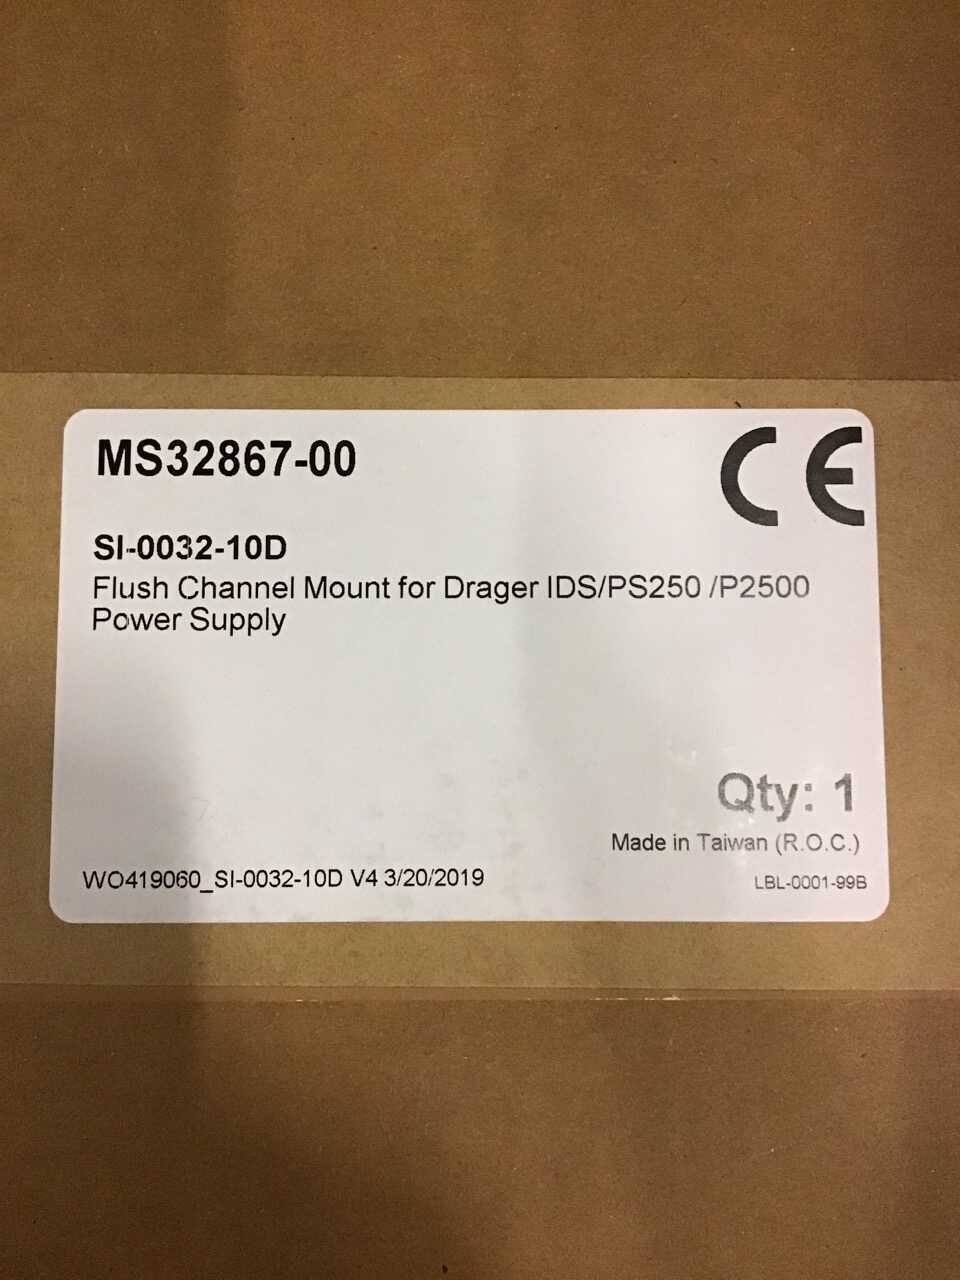 MS32867-00
CE
SI-0032-10D
Flush Channel Mount for Drager IDS/PS250 /P2500
Power Supply
Qty: 1
Made in Taiwan (R.O.C.)
WO419060_SI-0032-10D V4 3/20/2019
LBL-0001-99B